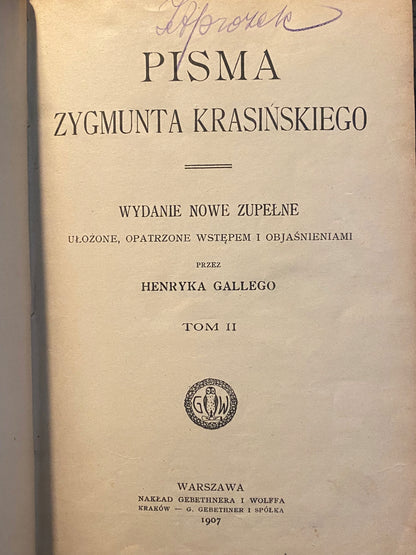 PISMA
ZYGMUNTA KRASIŃSKIEGO
WYDANIE NOWE ZUPEŁNE
UŁOŻONE, OPATRZONE WSTĘPEM I OBJAŚNIENIAMI
PRZEZ
HENRYKA GALLEGO
TOM II
G W
WARSZAWA
NAKŁAD GEBETHNERA I WOLFFA
KRAKÓW — G. GEBETHNER I SPÓŁKA
1907